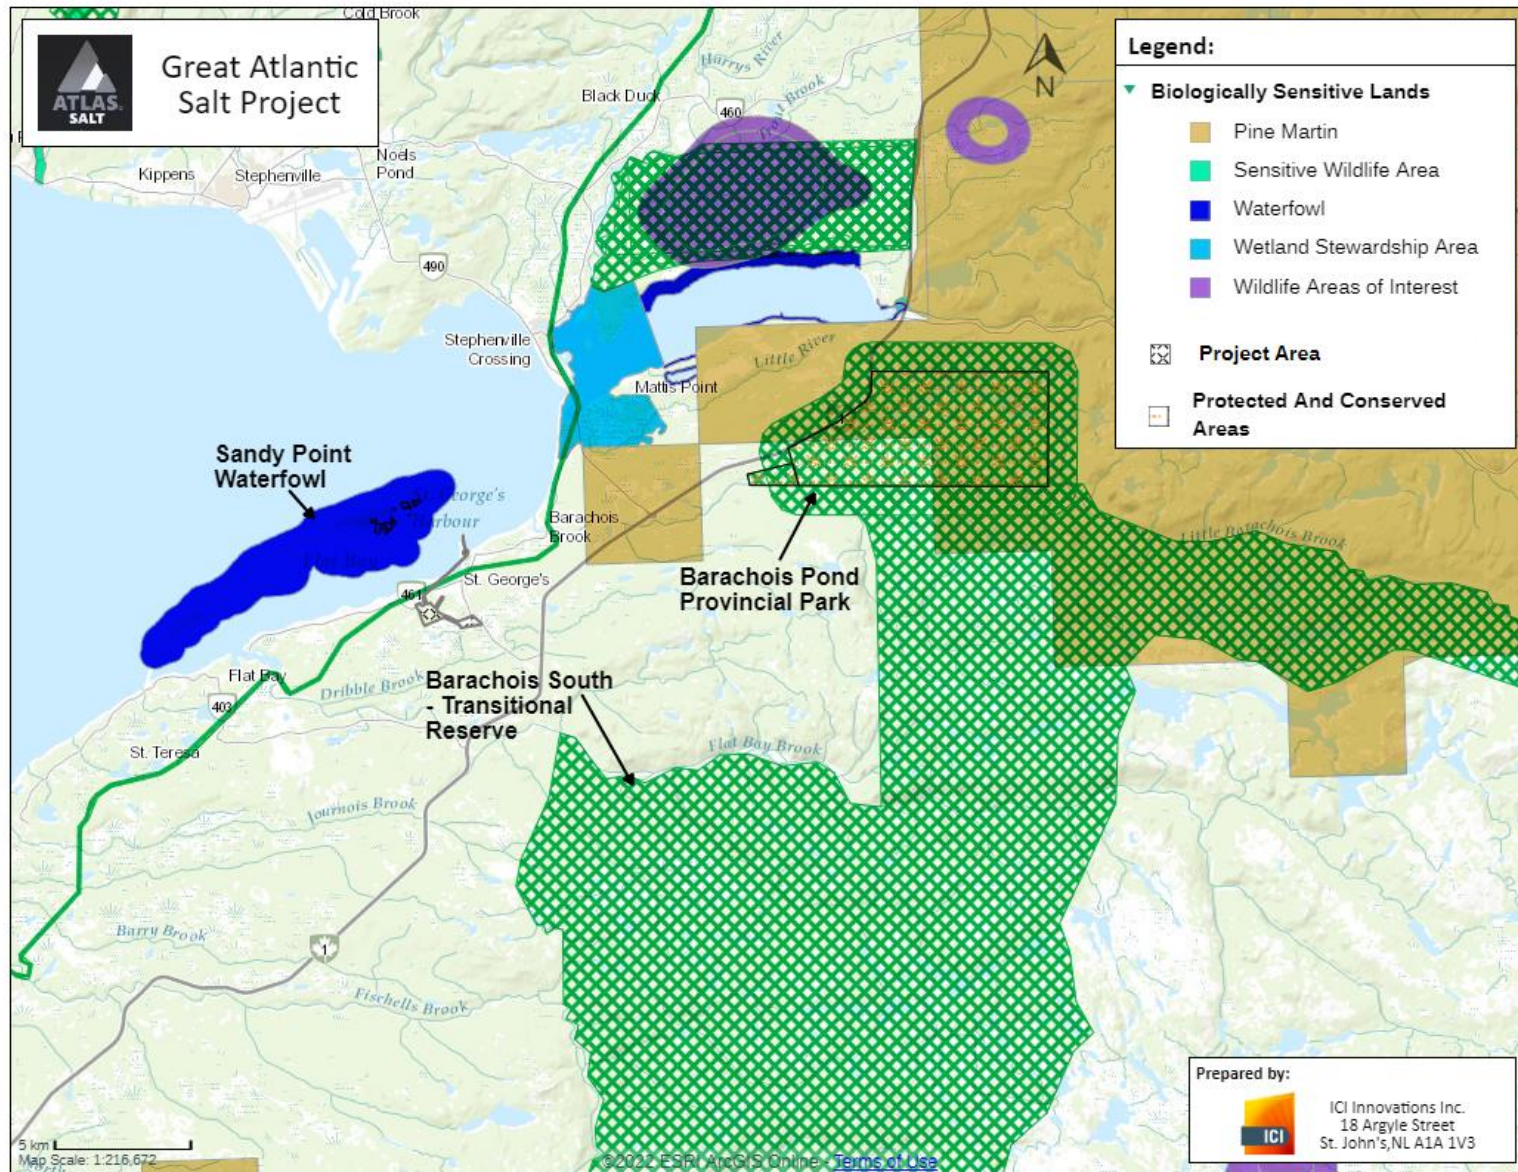 Cold Brook
ATLAS
SALT
Great Atlantic
Salt Project
Harrys River
Black Duck
460
Trout Brook
N
Noels
Pond
Kippens
Stephenville
490
Stephenville
Crossing
Little River
Mattis Point
Legend:
Biologically Sensitive Lands
Pine Martin
Sensitive Wildlife Area
Waterfowl
Wetland Stewardship Area
Wildlife Areas of Interest
Project Area
Protected And Conserved
Areas
Sandy Point
Waterfowl
St. George's
Harbour
Flat Bay
Barachois
Brook
Little Barachois Brook
St. George's
461
Barachois Pond
Provincial Park
Flat Bay
Dribble Brook
403
Barachois South
- Transitional
Reserve
St. Teresa
Flat Bay Brook
Journois Brook
Barry Brook
1
Fischells Brook
Prepared by:
ICI
ICI Innovations Inc.
18 Argyle Street
St. John's,NL A1A 1V3
5 km
Map Scale: 1:216,672
©2022 ESRI ArcGIS Online - Terms of Use